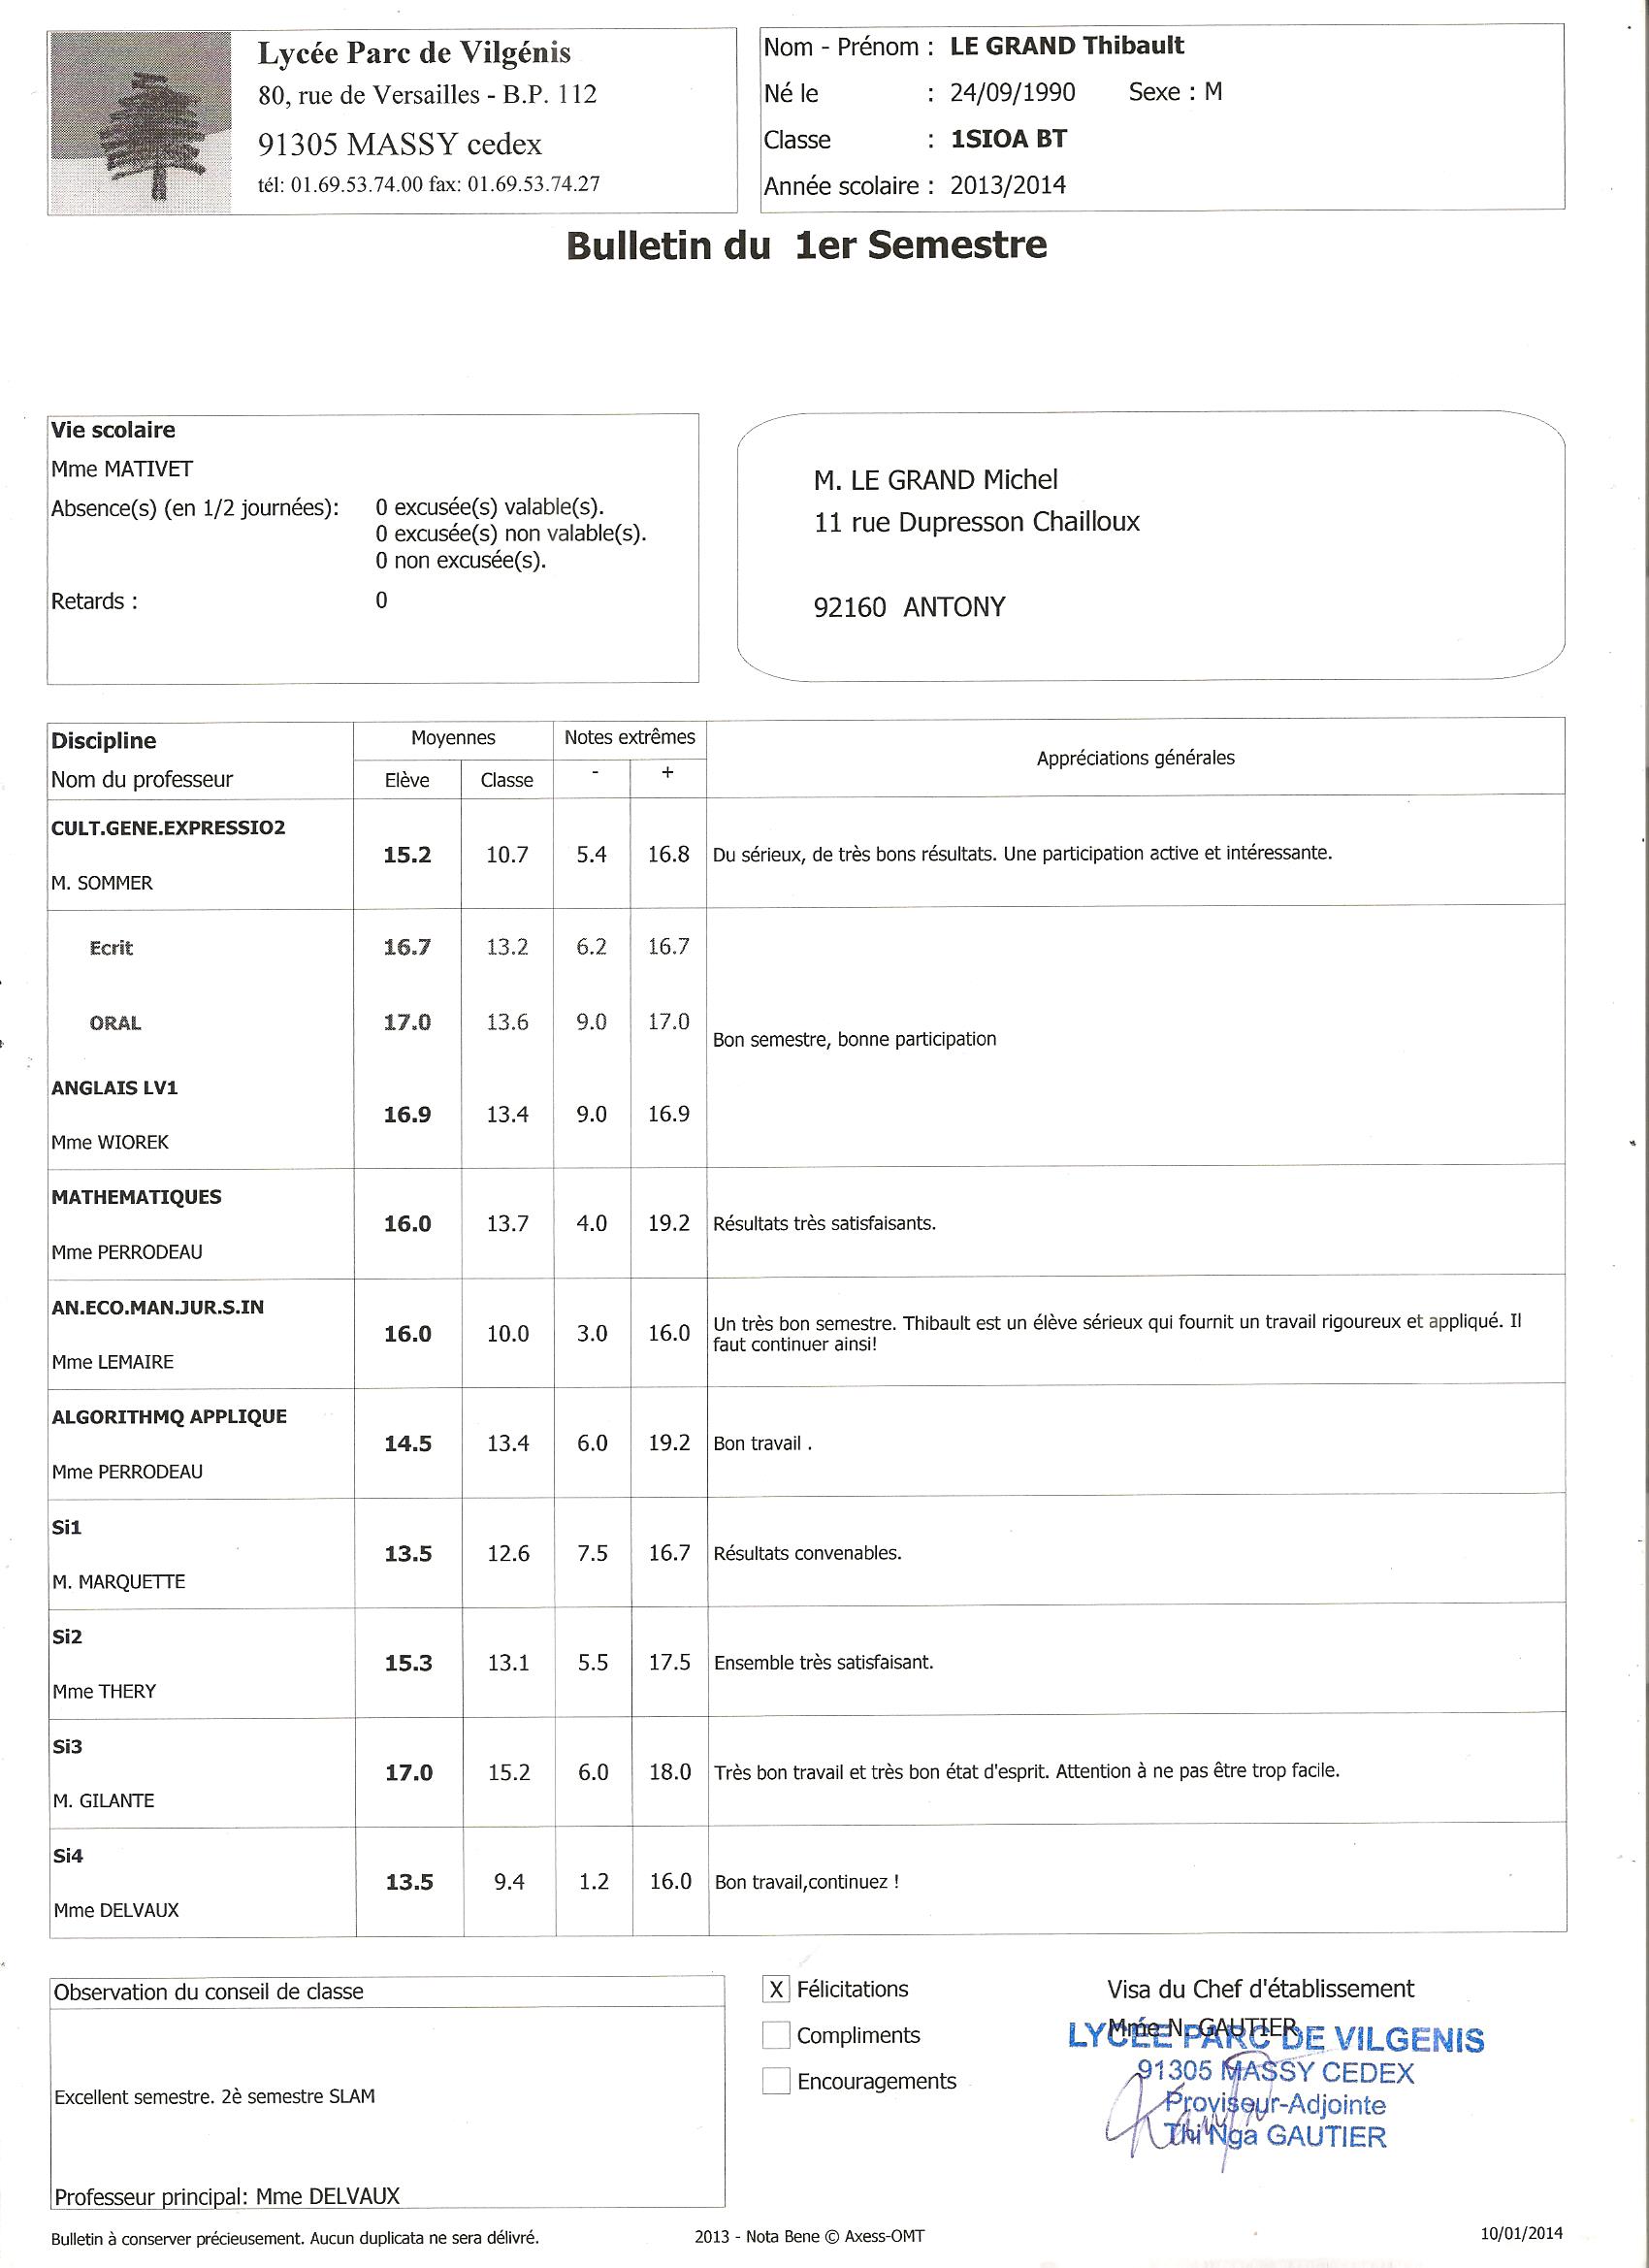 Lycée Parc de Vilgénis
80, rue de Versailles - B.P. 112
91305 MASSY cedex
tél: 01.69.53.74.00 fax: 01.69.53.74.27
Nom - Prénom : LE GRAND Thibault
Né le : 24/09/1990 Sexe : M
Classe : 1SIOA BT
Année scolaire : 2013/2014
Bulletin du 1er Semestre
Vie scolaire
Mme MATIVET
Absence(s) (en 1/2 journées): 0 excusée(s) valable(s).
0 excusée(s) non valable(s).
0 non excusée(s).
Retards : 0
M. LE GRAND Michel
11 rue Dupresson Chailloux
92160 ANTONY
Discipline Moyennes Notes extrêmes Appréciations générales
Nom du professeur Elève Classe - +
CULT.GENE.EXPRESSIO2
15.2 10.7 5.4 16.8 Du sérieux, de très bons résultats. Une participation active et intéressante.
M. SOMMER
Ecrit 16.7 13.2 6.2 16.7
ORAL 17.0 13.6 9.0 17.0
Bon semestre, bonne participation
ANGLAIS LV1
16.9 13.4 9.0 16.9
Mme WIOREK
MATHEMATIQUES
16.0 13.7 4.0 19.2 Résultats très satisfaisants.
Mme PERRODEAU
AN.ECO.MAN.JUR.S.IN
16.0 10.0 3.0 16.0 Un très bon semestre. Thibault est un élève sérieux qui fournit un travail rigoureux et appliqué. Il
faut continuer ainsi!
Mme LEMAIRE
ALGORITHMQ APPLIQUE
14.5 13.4 6.0 19.2 Bon travail .
Mme PERRODEAU
Si1
13.5 12.6 7.5 16.7 Résultats convenables.
M. MARQUETTE
Si2
15.3 13.1 5.5 17.5 Ensemble très satisfaisant.
Mme THERY
Si3
17.0 15.2 6.0 18.0 Très bon travail et très bon état d'esprit. Attention à ne pas être trop facile.
M. GILANTE
Si4
13.5 9.4 1.2 16.0 Bon travail,continuez !
Mme DELVAUX
Observation du conseil de classe
Excellent semestre. 2è semestre SLAM
Professeur principal: Mme DELVAUX
X Félicitations
Compliments
Encouragements
Visa du Chef d'établissement
Mme N. GAUTIER
LYCÉE PARC DE VILGENIS
91305 MASSY CEDEX
Proviseur-Adjointe
Thi Nga GAUTIER
Bulletin à conserver précieusement. Aucun duplicata ne sera délivré. 2013 - Nota Bene © Axess-OMT 10/01/2014